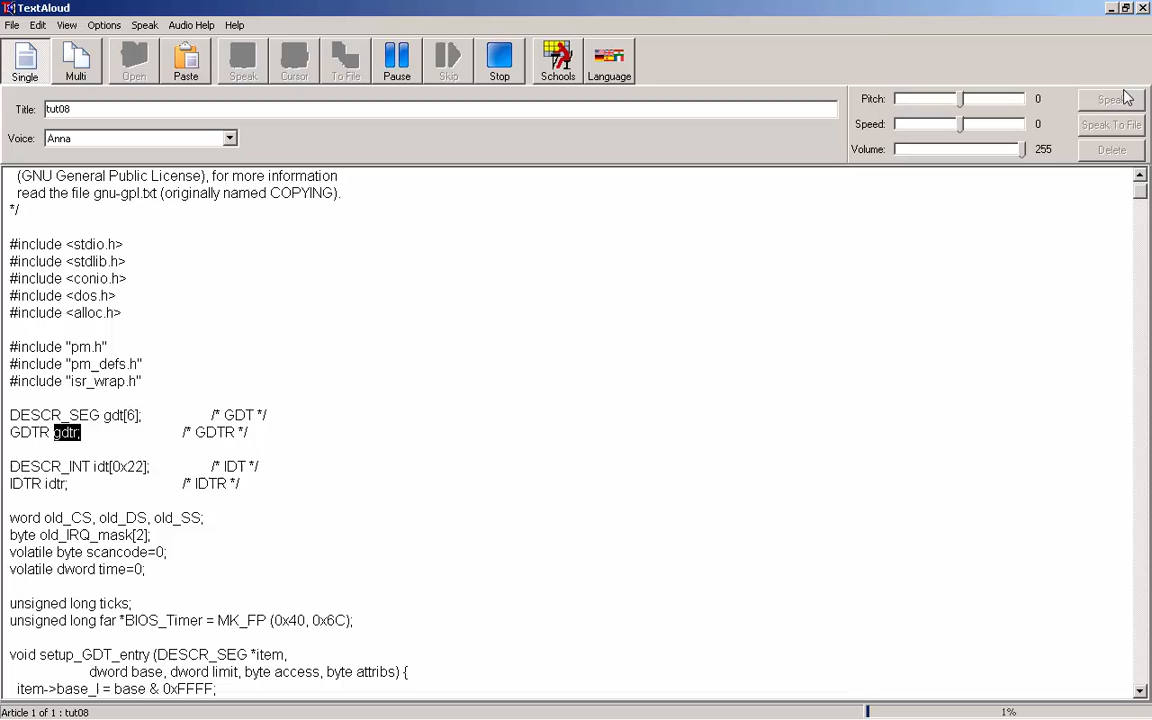 TextAloud
File Edit View Options Speak Audio Help Help
Single Multi Open Paste Speak Cursor To File Pause Skip Stop Schools Language
Title: tut08
Pitch: 0 Speak
Voice: Anna
Speed: 0 Speak To File
Volume: 255 Delete
(GNU General Public License), for more information
read the file gnu-gpl.txt (originally named COPYING).
*/
#include <stdio.h>
#include <stdlib.h>
#include <conio.h>
#include <dos.h>
#include <alloc.h>
#include "pm.h"
#include "pm_defs.h"
#include "isr_wrap.h"
DESCR_SEG gdt[6]; /* GDT */
GDTR gdtr; /* GDTR */
DESCR_INT idt[0x22]; /* IDT */
IDTR idtr; /* IDTR */
word old_CS, old_DS, old_SS;
byte old_IRQ_mask[2];
volatile byte scancode=0;
volatile dword time=0;
unsigned long ticks;
unsigned long far *BIOS_Timer = MK_FP (0x40, 0x6C);
void setup_GDT_entry (DESCR_SEG *item,
dword base, dword limit, byte access, byte attribs) {
item->base_l = base & 0xFFFF;
Article 1 of 1 : tut08 1%